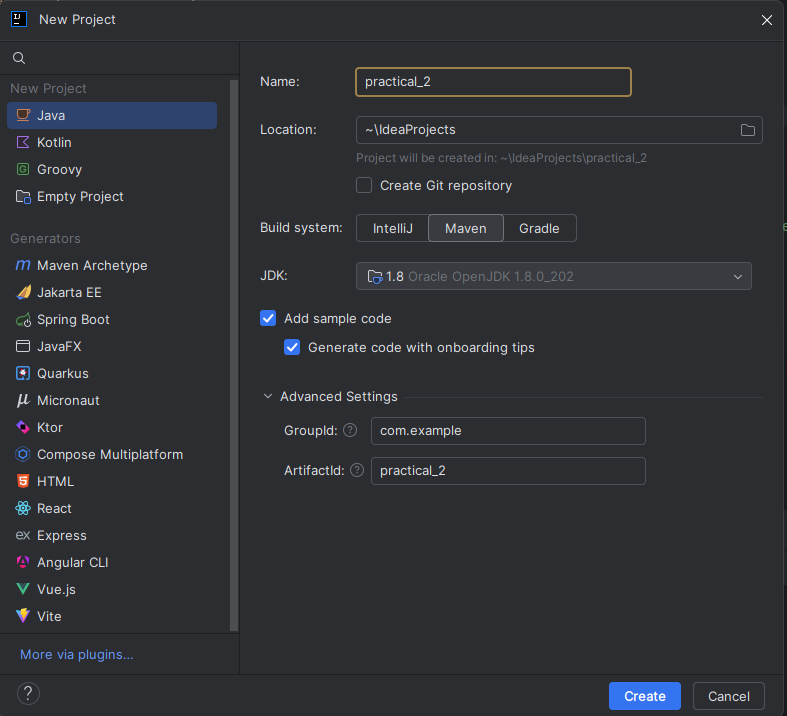 New Project
New Project
Java
Kotlin
Groovy
Empty Project
Generators
Maven Archetype
Jakarta EE
Spring Boot
JavaFX
Quarkus
Micronaut
Ktor
Compose Multiplatform
HTML
React
Express
Angular CLI
Vue.js
Vite
More via plugins...
Name: practical_2
Location: ~\IdeaProjects
Project will be created in: ~\IdeaProjects\practical_2
Create Git repository
Build system: IntelliJ Maven Gradle
JDK: 1.8 Oracle OpenJDK 1.8.0_202
Add sample code
Generate code with onboarding tips
Advanced Settings
GroupId: ? com.example
ArtifactId: ? practical_2
? Create Cancel